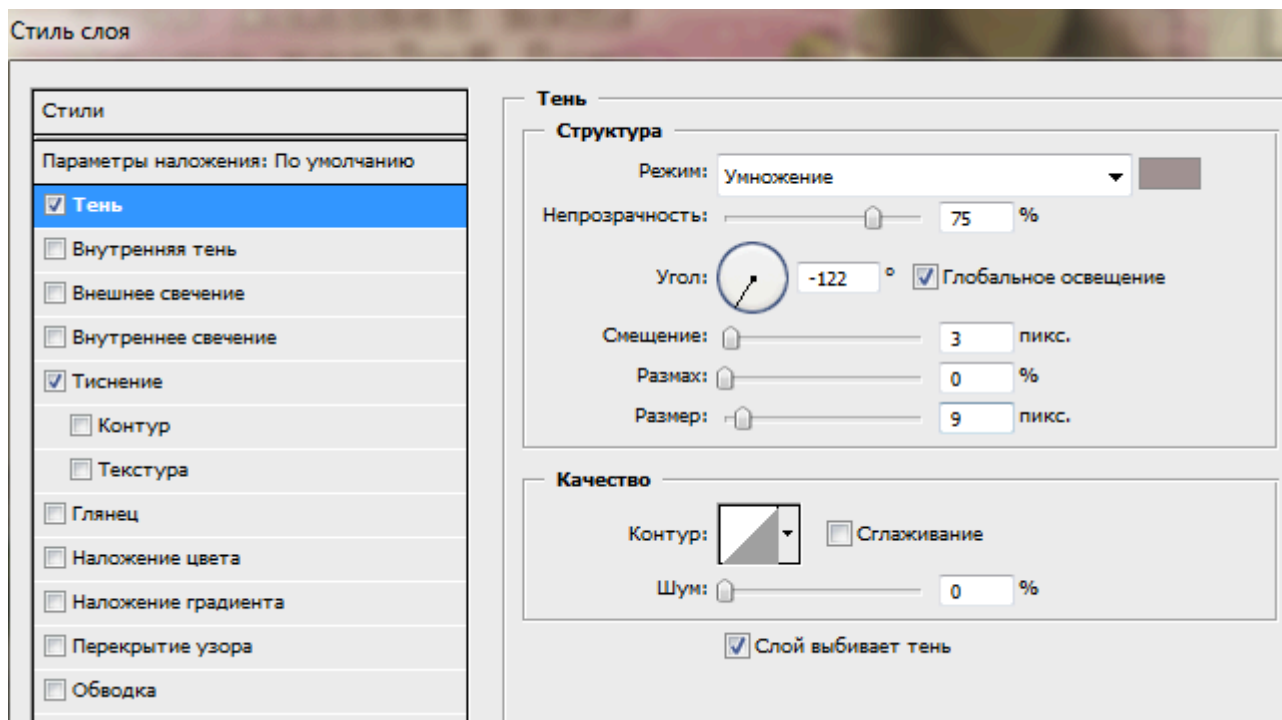 Стиль слоя
Стили
Параметры наложения: По умолчанию
Тень
Внутренняя тень
Внешнее свечение
Внутреннее свечение
Тиснение
Контур
Текстура
Глянец
Наложение цвета
Наложение градиента
Перекрытие узора
Обводка
Тень
Структура
Режим: Умножение
Непрозрачность: 75 %
Угол: -122 ° Глобальное освещение
Смещение: 3 пикс.
Размах: 0 %
Размер: 9 пикс.
Качество
Контур: Сглаживание
Шум: 0 %
Слой выбивает тень